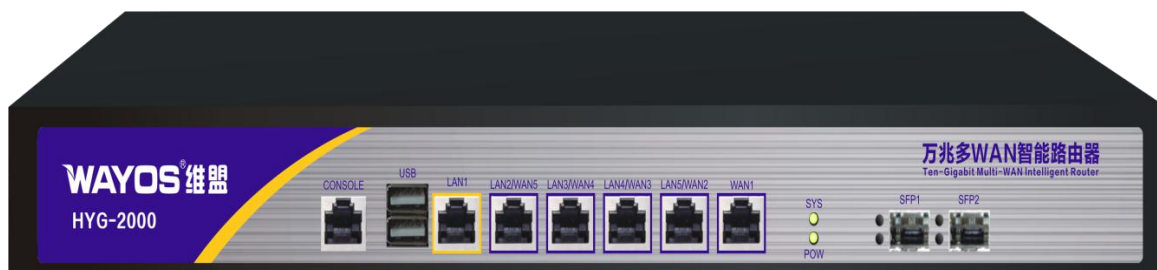 WAYOS®维盟
HYG-2000
CONSOLE
USB
LAN1
LAN2/WAN5
LAN3/WAN4
LAN4/WAN3
LAN5/WAN2
WAN1
SYS
POW
万兆多WAN智能路由器
Ten-Gigabit Multi-WAN Intelligent Router
SFP1
SFP2